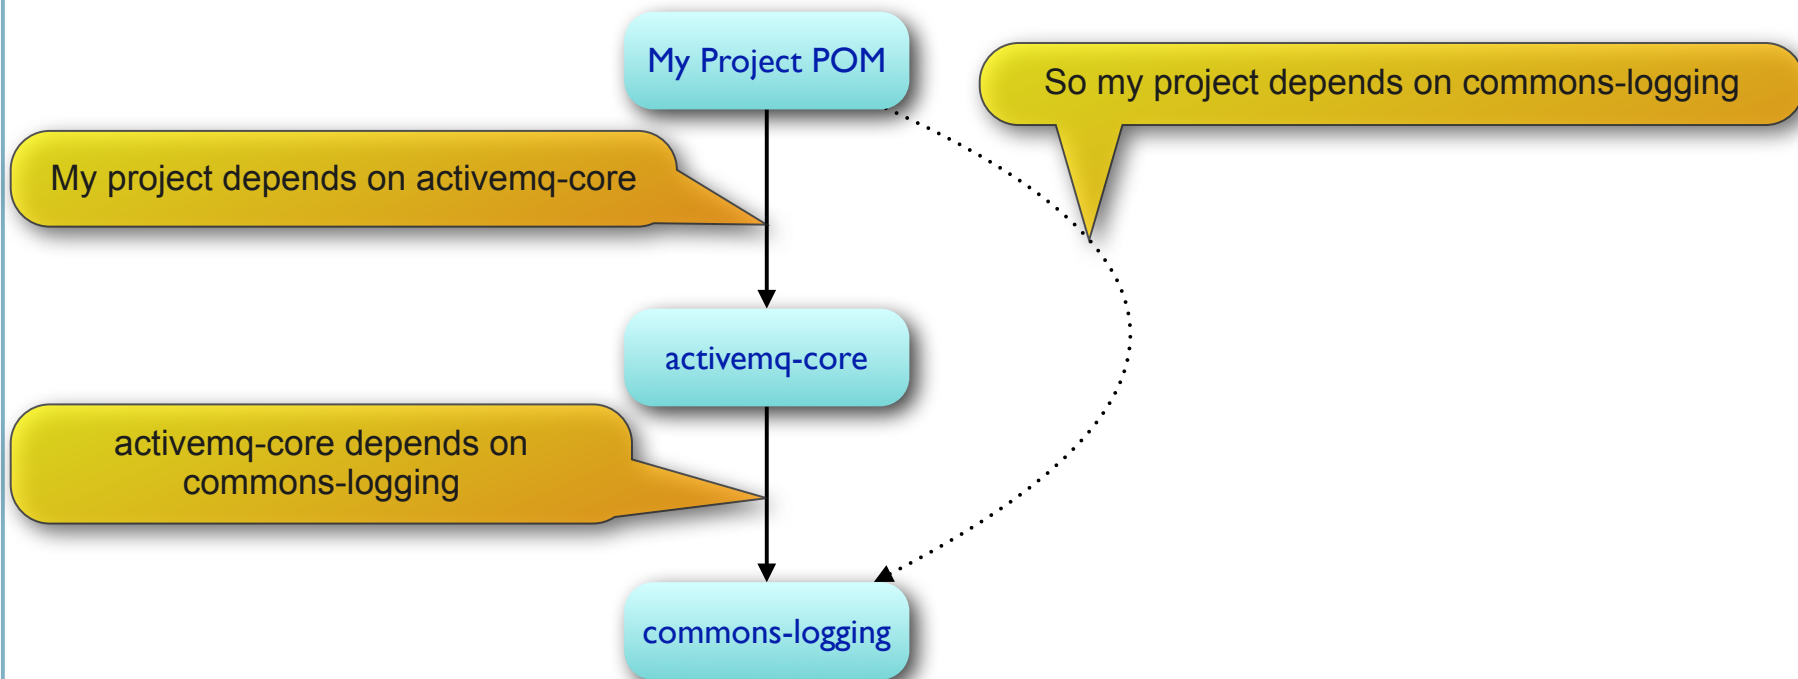 My Project POM
So my project depends on commons-logging
My project depends on activemq-core
activemq-core
activemq-core depends on
commons-logging
commons-logging